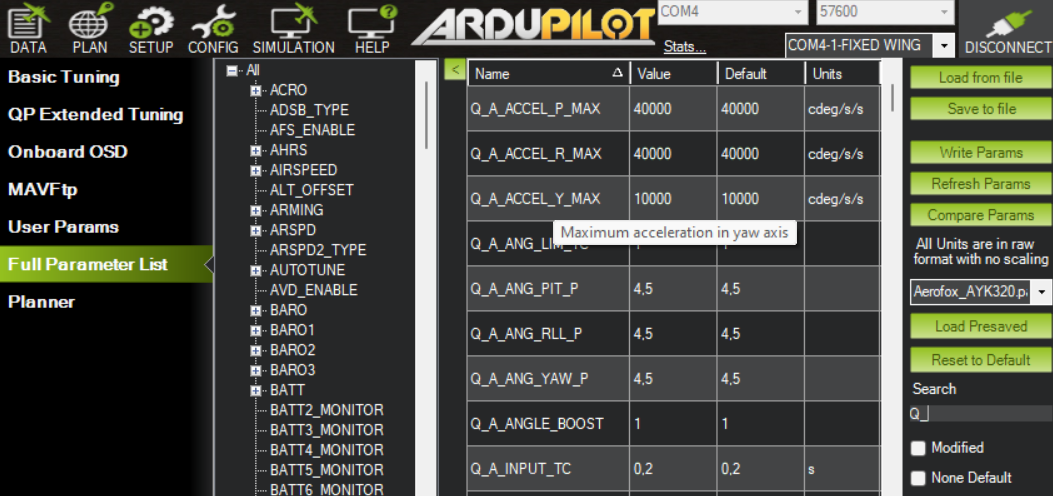 DATA PLAN SETUP CONFIG SIMULATION HELP
ARDUPILOT
COM4 57600
Stats... COM4-1-FIXED WING DISCONNECT
Basic Tuning
QP Extended Tuning
Onboard OSD
MAVFtp
User Params
Full Parameter List
Planner
All
ACRO
ADSB_TYPE
AFS_ENABLE
AHRS
AIRSPEED
ALT_OFFSET
ARMING
ARSPD
ARSPD2_TYPE
AUTOTUNE
AVD_ENABLE
BARO
BARO1
BARO2
BARO3
BATT
BATT2_MONITOR
BATT3_MONITOR
BATT4_MONITOR
BATT5_MONITOR
BATT6_MONITOR
<
Name Value Default Units
Q_A_ACCEL_P_MAX 40000 40000 cdeg/s/s
Q_A_ACCEL_R_MAX 40000 40000 cdeg/s/s
Q_A_ACCEL_Y_MAX 10000 10000 cdeg/s/s
Maximum acceleration in yaw axis
Q_A_ANG_LIM_TC
Q_A_ANG_PIT_P 4,5 4,5
Q_A_ANG_RLL_P 4,5 4,5
Q_A_ANG_YAW_P 4,5 4,5
Q_A_ANGLE_BOOST 1 1
Q_A_INPUT_TC 0,2 0,2 s
Load from file
Save to file
Write Params
Refresh Params
Compare Params
All Units are in raw
format with no scaling
Aerofox_AYK320.pa
Load Presaved
Reset to Default
Search
Q_
Modified
None Default